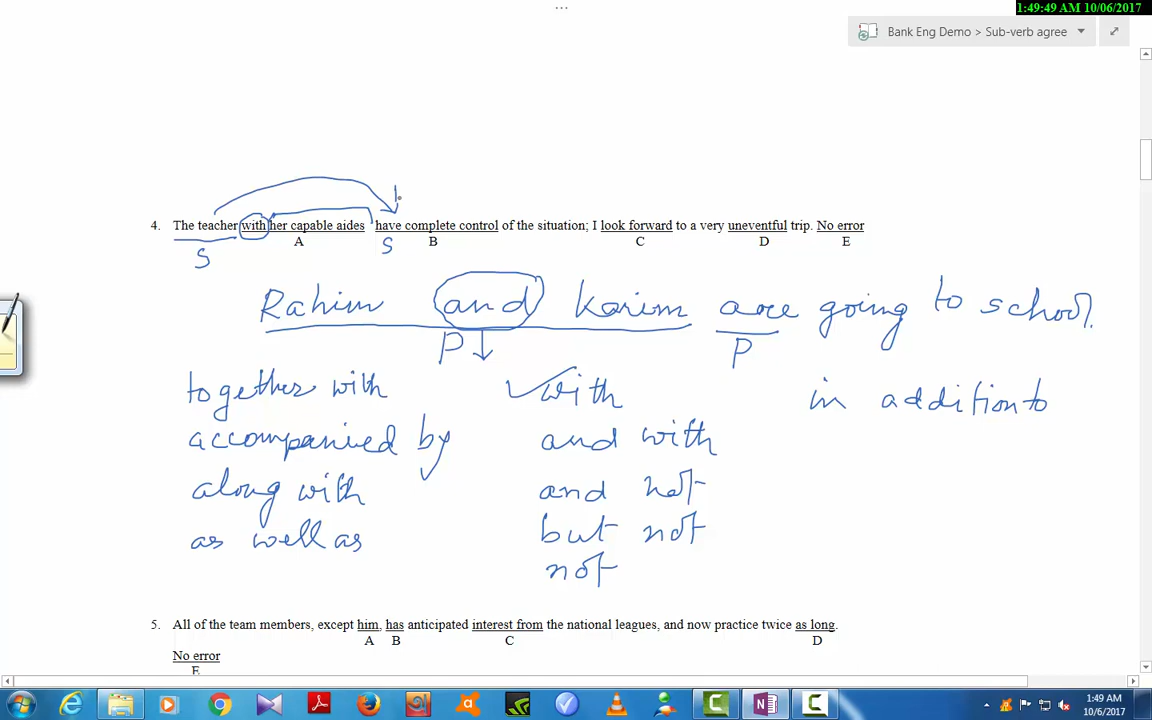 1:49:49 AM 10/06/2017
Bank Eng Demo > Sub-verb agree
4. The teacher with her capable aides have complete control of the situation; I look forward to a very uneventful trip. No error
A B C D E
S S
Rahim and Karim are going to school.
P P
together with with in addition to
accompanied by and with
along with and not
as well as but not
not
5. All of the team members, except him, has anticipated interest from the national leagues, and now practice twice as long.
A B C D
No error
E
1:49 AM
10/6/2017